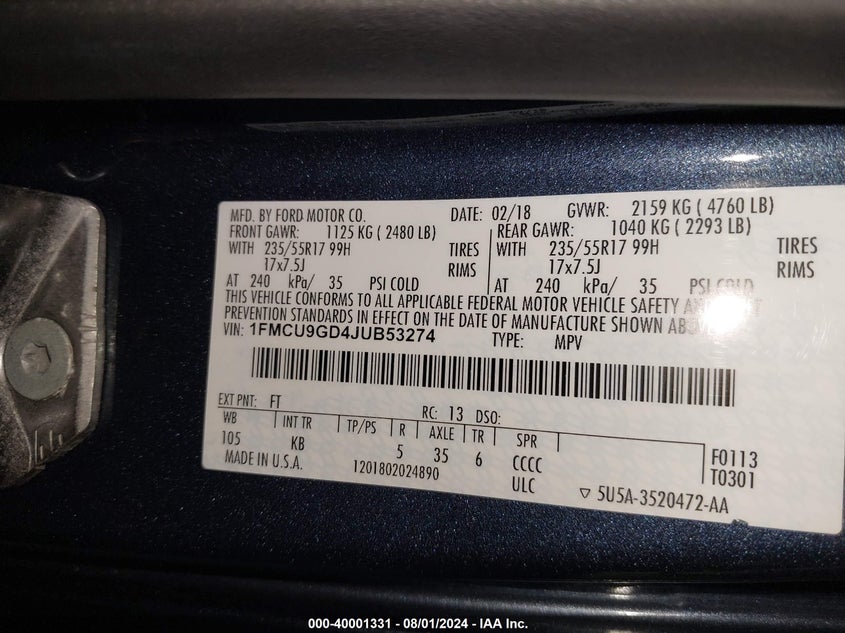 MFD. BY FORD MOTOR CO. DATE: 02/18 GVWR: 2159 KG ( 4760 LB)
FRONT GAWR: 1125 KG ( 2480 LB) REAR GAWR: 1040 KG ( 2293 LB)
WITH 235/55R17 99H TIRES WITH 235/55R17 99H TIRES
17x7.5J RIMS 17x7.5J RIMS
AT 240 kPa/ 35 PSI COLD AT 240 kPa/ 35 PSI COLD
THIS VEHICLE CONFORMS TO ALL APPLICABLE FEDERAL MOTOR VEHICLE SAFETY AND THEFT
PREVENTION STANDARDS IN EFFECT ON THE DATE OF MANUFACTURE SHOWN ABOVE
VIN: 1FMCU9GD4JUB53274 TYPE: MPV
EXT PNT: FT RC: 13 DSO:
WB INT TR TP/PS R AXLE TR SPR
105 KB 5 35 6 CCCC F0113
MADE IN U.S.A. 1201802024890 ULC T0301
5U5A-3520472-AA
000-40001331 - 08/01/2024 - IAA Inc.